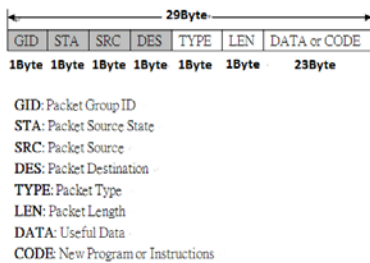 29Byte
GID STA SRC DES TYPE LEN DATA or CODE
1Byte 1Byte 1Byte 1Byte 1Byte 1Byte 23Byte
GID: Packet Group ID
STA: Packet Source State
SRC: Packet Source
DES: Packet Destination
TYPE: Packet Type
LEN: Packet Length
DATA: Useful Data
CODE: New Program or Instructions